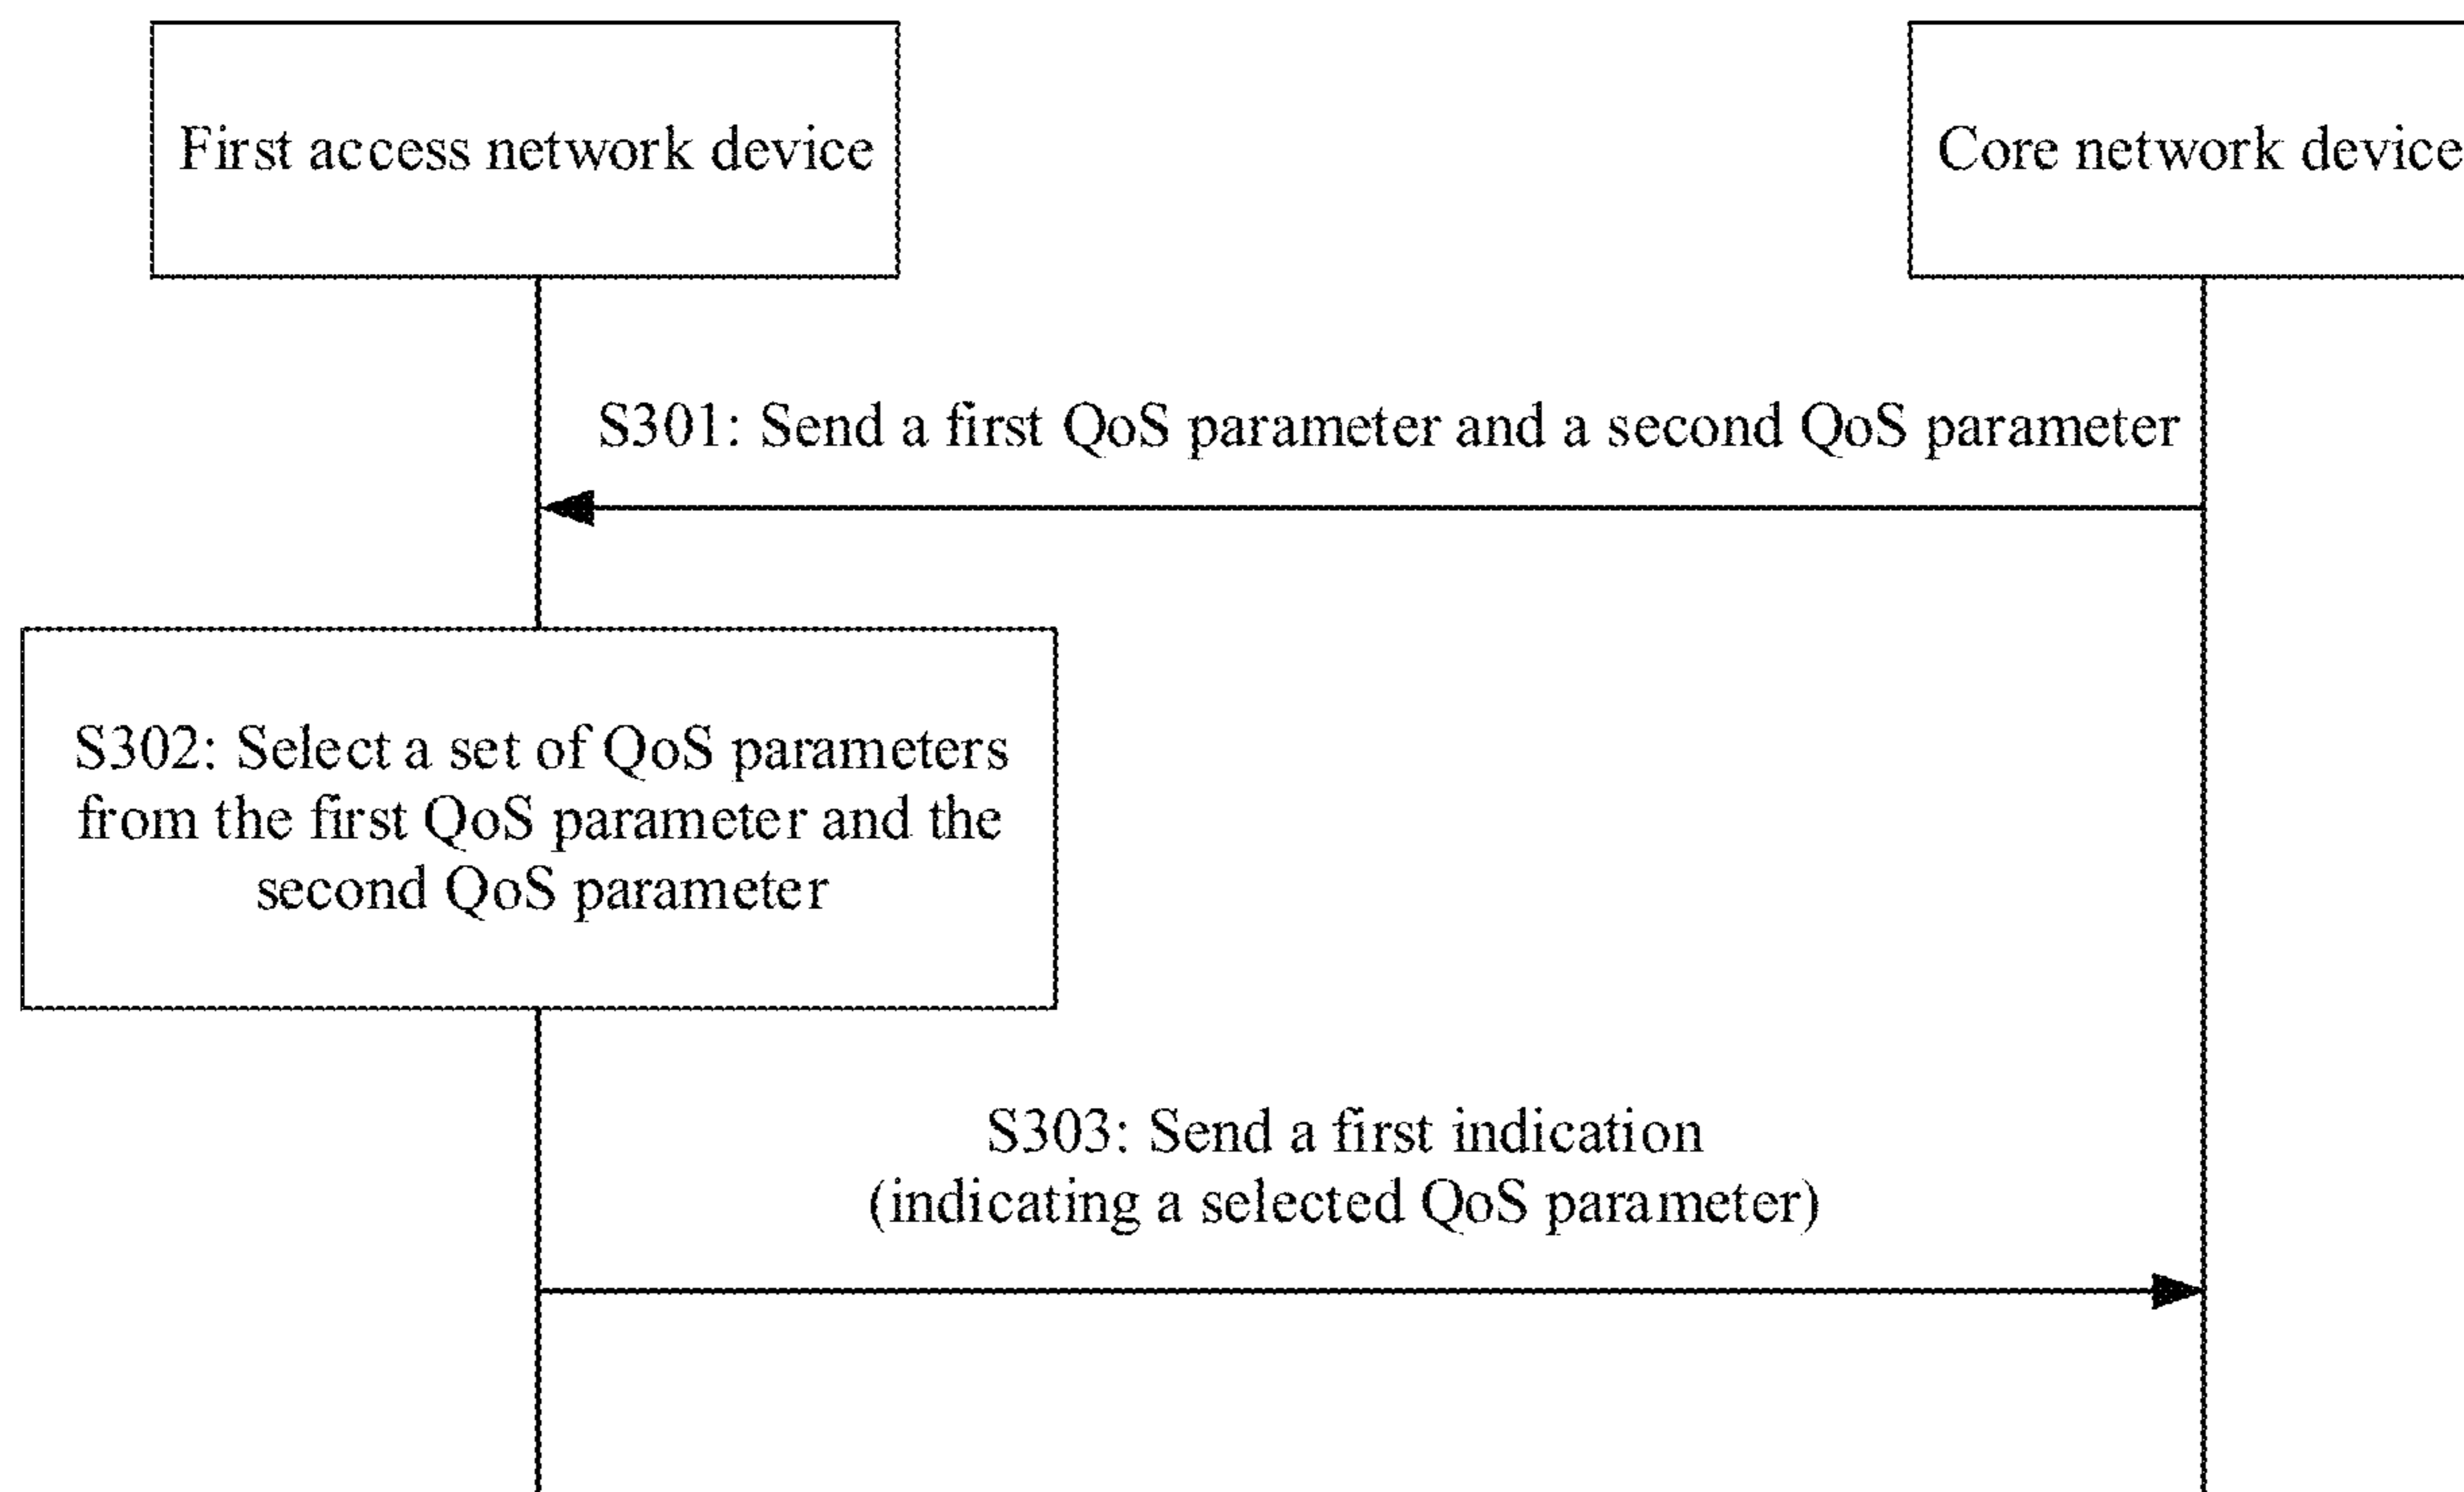 First access network device
Core network device
S301: Send a first QoS parameter and a second QoS parameter
S302: Select a set of QoS parameters
from the first QoS parameter and the
second QoS parameter
S303: Send a first indication
(indicating a selected QoS parameter)